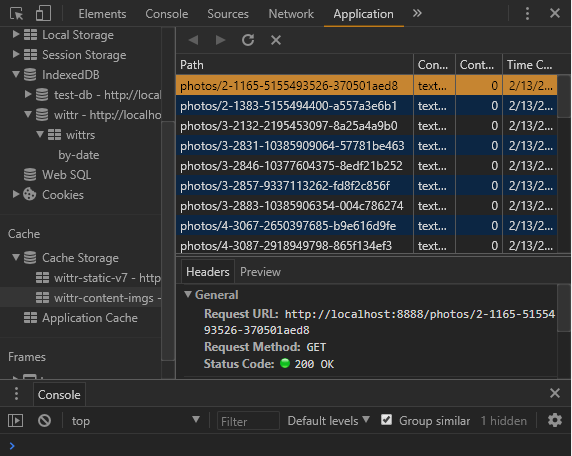 Elements Console Sources Network Application
Local Storage
Session Storage
IndexedDB
test-db - http://local
wittr - http://localho
wittrs
by-date
Web SQL
Cookies
Cache
Cache Storage
wittr-static-v7 - http
wittr-content-imgs -
Application Cache
Frames
Path Con... Cont... Time C...
photos/2-1165-5155493526-370501aed8 text... 0 2/13/2...
photos/2-1383-5155494400-a557a3e6b1 text... 0 2/13/2...
photos/3-2132-2195453097-8a25a4a9b0 text... 0 2/13/2...
photos/3-2831-10385909064-57781be463 text... 0 2/13/2...
photos/3-2846-10377604375-8edf21b252 text... 0 2/13/2...
photos/3-2857-9337113262-fd8f2c856f text... 0 2/13/2...
photos/3-2883-10385906354-004c786274 text... 0 2/13/2...
photos/4-3067-2650397685-b9e616d9fe text... 0 2/13/2...
photos/4-3087-2918949798-865f134ef3 text... 0 2/13/2...
Headers Preview
General
Request URL: http://localhost:8888/photos/2-1165-51554
93526-370501aed8
Request Method: GET
Status Code: 200 OK
Console
top Filter Default levels Group similar 1 hidden